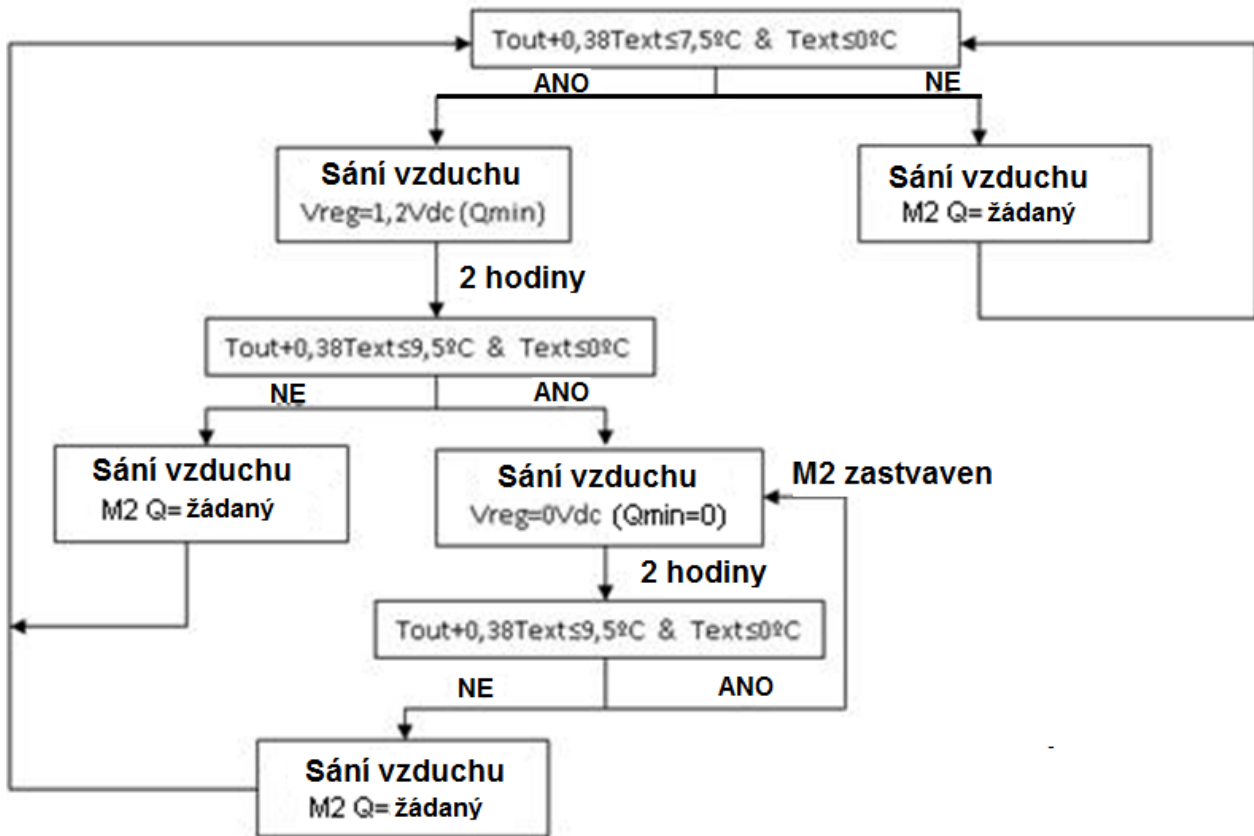 Tout+0,38Text≤7,5ºC & Text≤0ºC
ANO
NE
Sání vzduchu
Vreg=1,2Vdc(Qmin)
Sání vzduchu
M2 Q= žádaný
2 hodiny
Tout+0,38Text≤9,5ºC & Text≤0ºC
NE
ANO
Sání vzduchu
M2 Q= žádaný
Sání vzduchu
Vreg=0Vdc (Qmin=0)
M2 zastvaven
2 hodiny
Tout+0,38Text≤9,5ºC & Text≤0ºC
NE
ANO
Sání vzduchu
M2 Q= žádaný